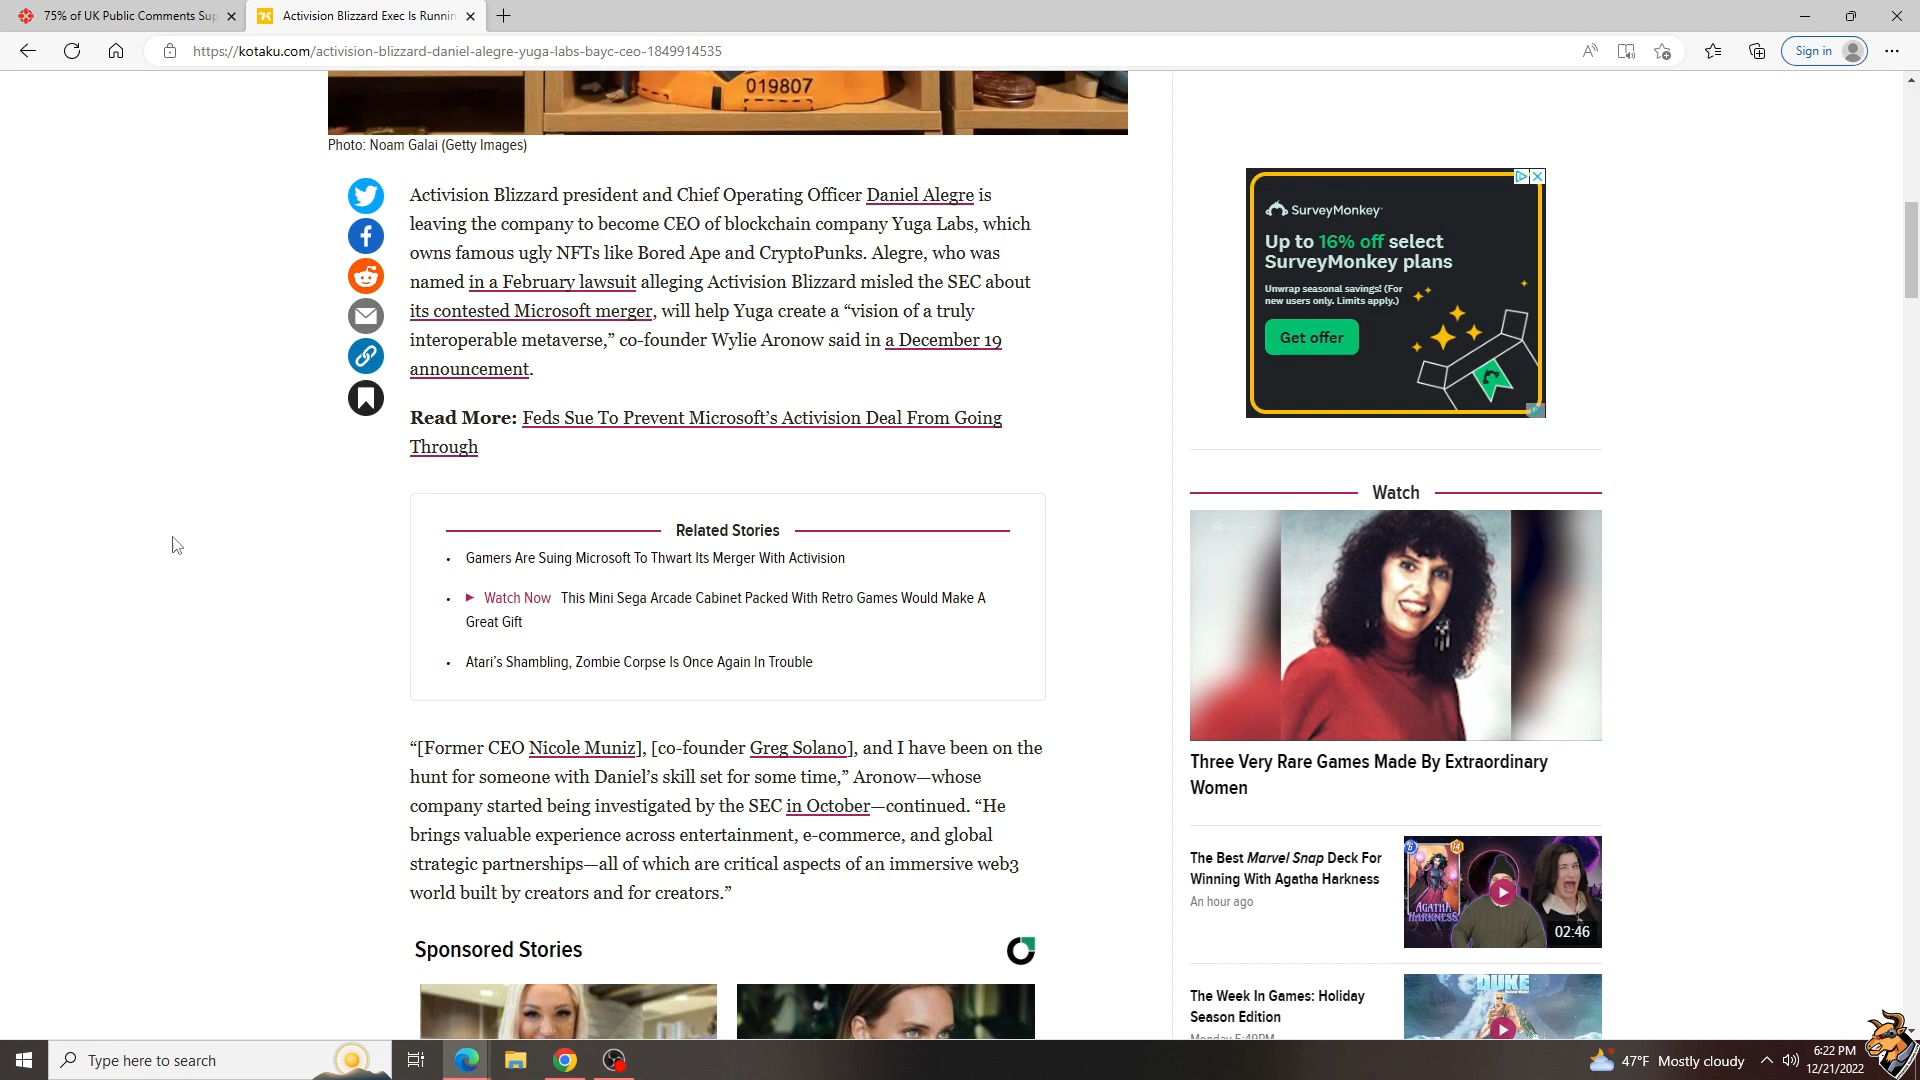 75% of UK Public Comments Sup
Activision Blizzard Exec Is Runnin
https://kotaku.com/activision-blizzard-daniel-alegre-yuga-labs-bayc-ceo-1849914535
Sign in
019807
Photo: Noam Galai (Getty Images)
Activision Blizzard president and Chief Operating Officer Daniel Alegre is
leaving the company to become CEO of blockchain company Yuga Labs, which
owns famous ugly NFTs like Bored Ape and CryptoPunks. Alegre, who was
named in a February lawsuit alleging Activision Blizzard misled the SEC about
its contested Microsoft merger, will help Yuga create a “vision of a truly
interoperable metaverse,” co-founder Wylie Aronow said in a December 19
announcement.
Read More: Feds Sue To Prevent Microsoft’s Activision Deal From Going
Through
Related Stories
• Gamers Are Suing Microsoft To Thwart Its Merger With Activision
• Watch Now This Mini Sega Arcade Cabinet Packed With Retro Games Would Make A
Great Gift
• Atari’s Shambling, Zombie Corpse Is Once Again In Trouble
“[Former CEO Nicole Muniz], [co-founder Greg Solano], and I have been on the
hunt for someone with Daniel’s skill set for some time,” Aronow—whose
company started being investigated by the SEC in October—continued. “He
brings valuable experience across entertainment, e-commerce, and global
strategic partnerships—all of which are critical aspects of an immersive web3
world built by creators and for creators.”
Sponsored Stories
SurveyMonkey
Up to 16% off select
SurveyMonkey plans
Unwrap seasonal savings! (For
new users only. Limits apply.)
Get offer
Watch
Three Very Rare Games Made By Extraordinary
Women
The Best Marvel Snap Deck For
Winning With Agatha Harkness
An hour ago
6
14
AGATHA
HARKNESS
02:46
The Week In Games: Holiday
Season Edition
Monday 5:49PM
DUKE
Type here to search
47°F Mostly cloudy
6:22 PM
12/21/2022